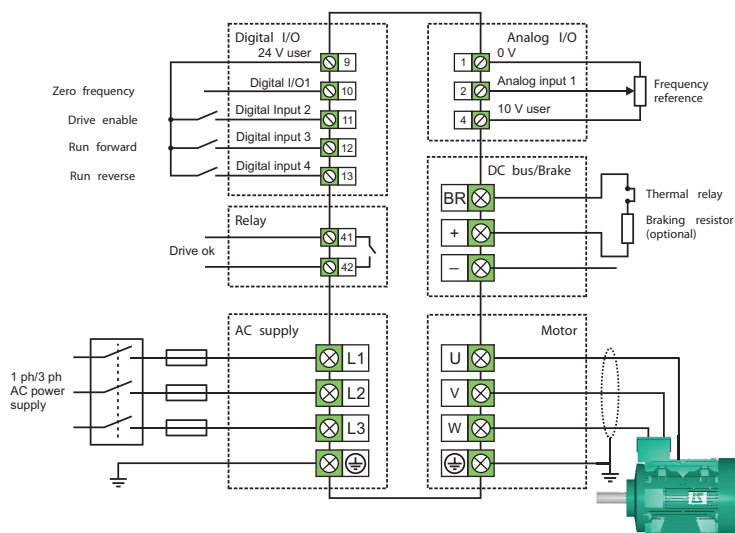 Digital I/O
24 V user
9
Zero frequency
Digital I/O1
10
Drive enable
Digital Input 2
11
Run forward
Digital input 3
12
Run reverse
Digital input 4
13
Analog I/O
0 V
1
Analog input 1
2
10 V user
4
Frequency
reference
Relay
41
Drive ok
42
DC bus/Brake
BR
+
–
Thermal relay
Braking resistor
(optional)
AC supply
L1
L2
L3
1 ph/3 ph
AC power
supply
Motor
U
V
W